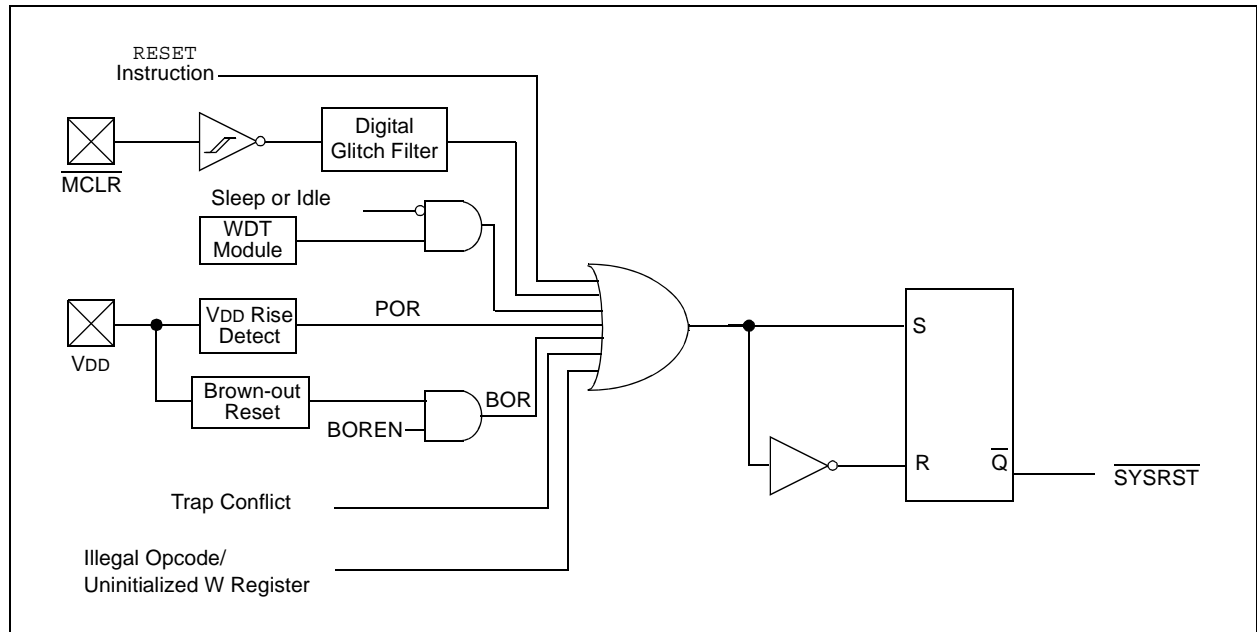 RESET
Instruction
MCLR
Digital
Glitch Filter
Sleep or Idle
WDT
Module
VDD
VDD Rise
Detect
POR
Brown-out
Reset
BOREN
BOR
Trap Conflict
Illegal Opcode/
Uninitialized W Register
S
R
Q
SYSRST